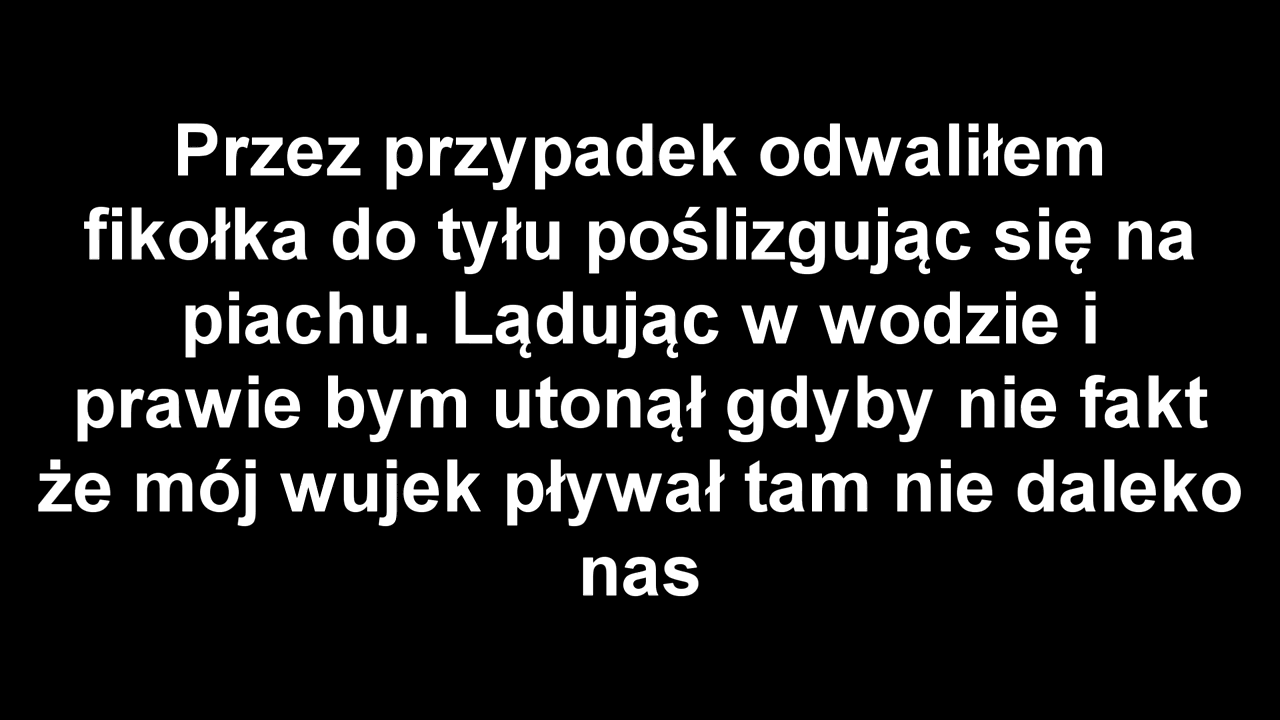 Przez przypadek odwaliłem
fikołka do tyłu poślizgując się na
piachu. Lądując w wodzie i
prawie bym utonął gdyby nie fakt
że mój wujek pływał tam nie daleko
nas